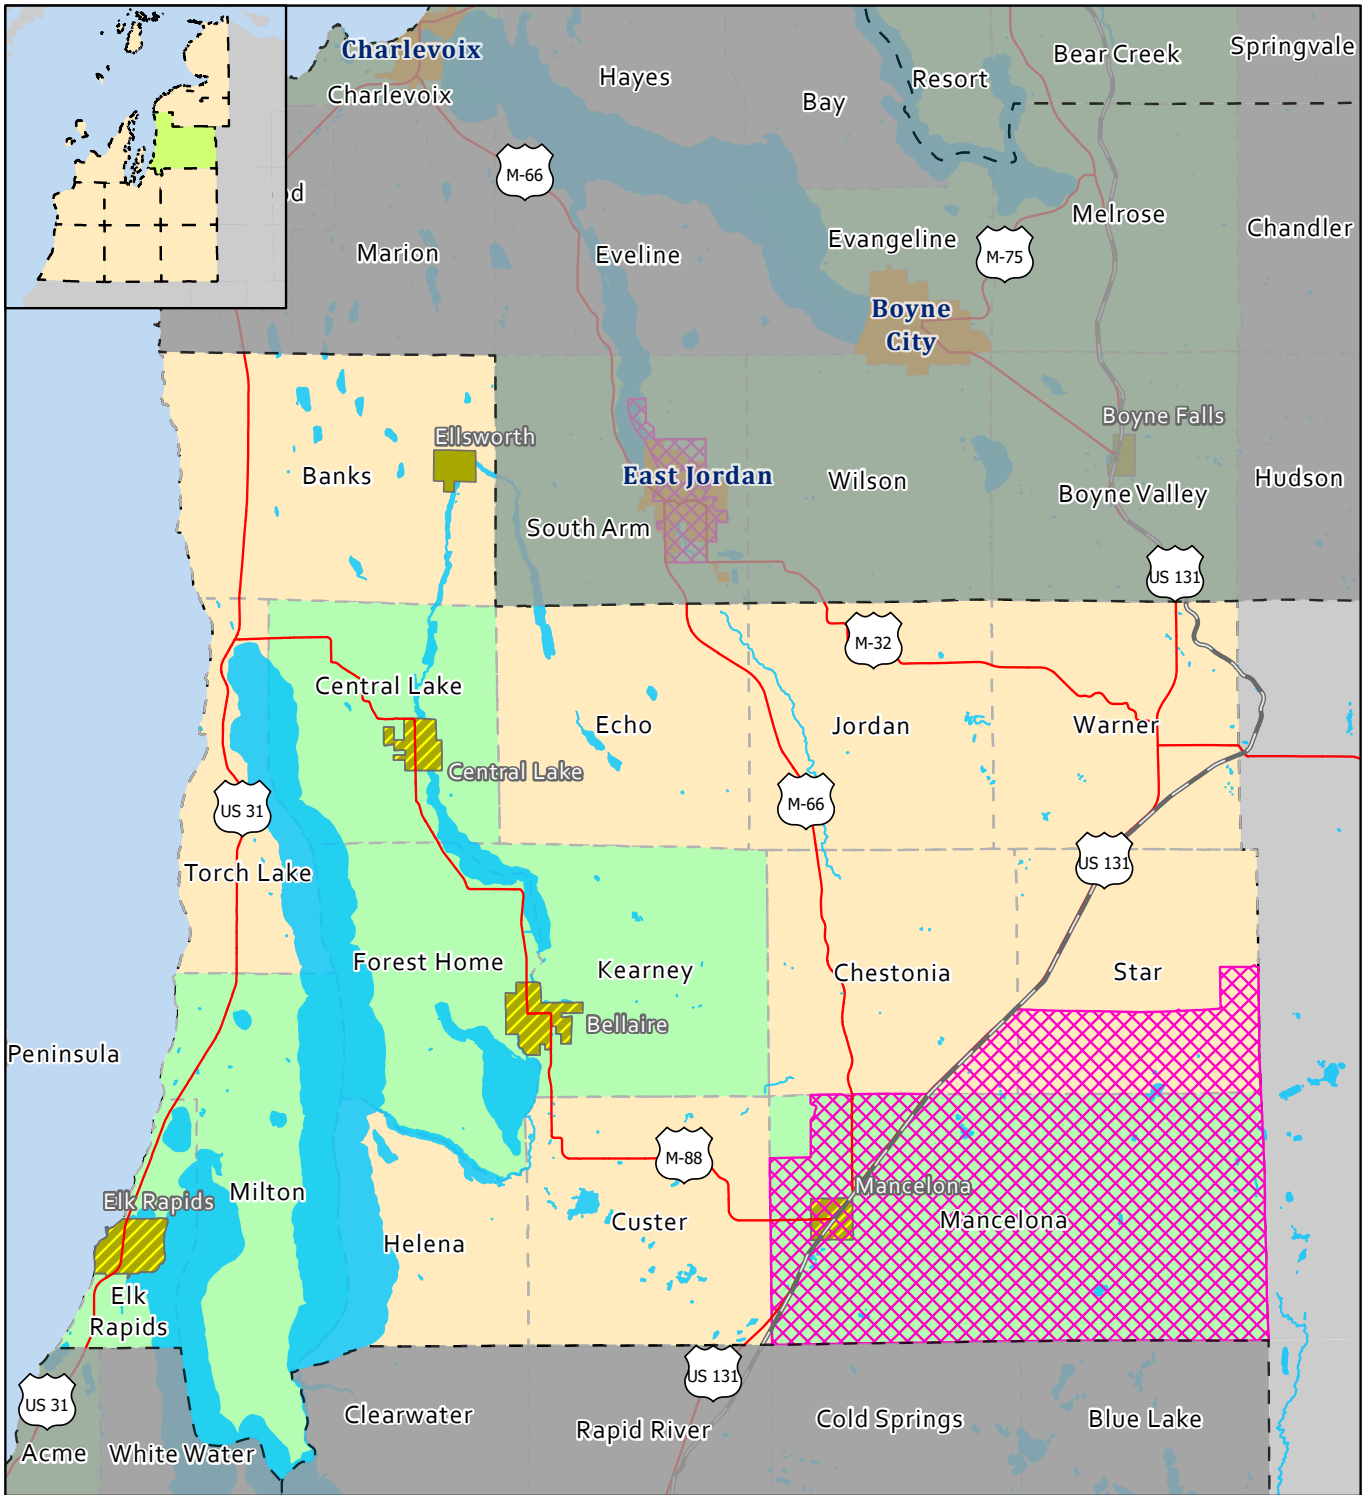 Charlevoix
Charlevoix
Hayes
Bay
Resort
Bear Creek
Springvale
M-66
od
Marion
Eveline
Evangeline
M-75
Melrose
Chandler
Boyne
City
Banks
Ellsworth
East Jordan
South Arm
Wilson
Boyne Falls
Boyne Valley
Hudson
US 131
M-32
Central Lake
Echo
Jordan
Warner
Central Lake
US 31
M-66
US 131
Torch Lake
Forest Home
Kearney
Chestonia
Star
Bellaire
Peninsula
M-88
Elk Rapids
Milton
Mancelona
Mancelona
Custer
Helena
Elk
Rapids
US 131
US 31
Clearwater
Rapid River
Cold Springs
Blue Lake
Acme
White Water